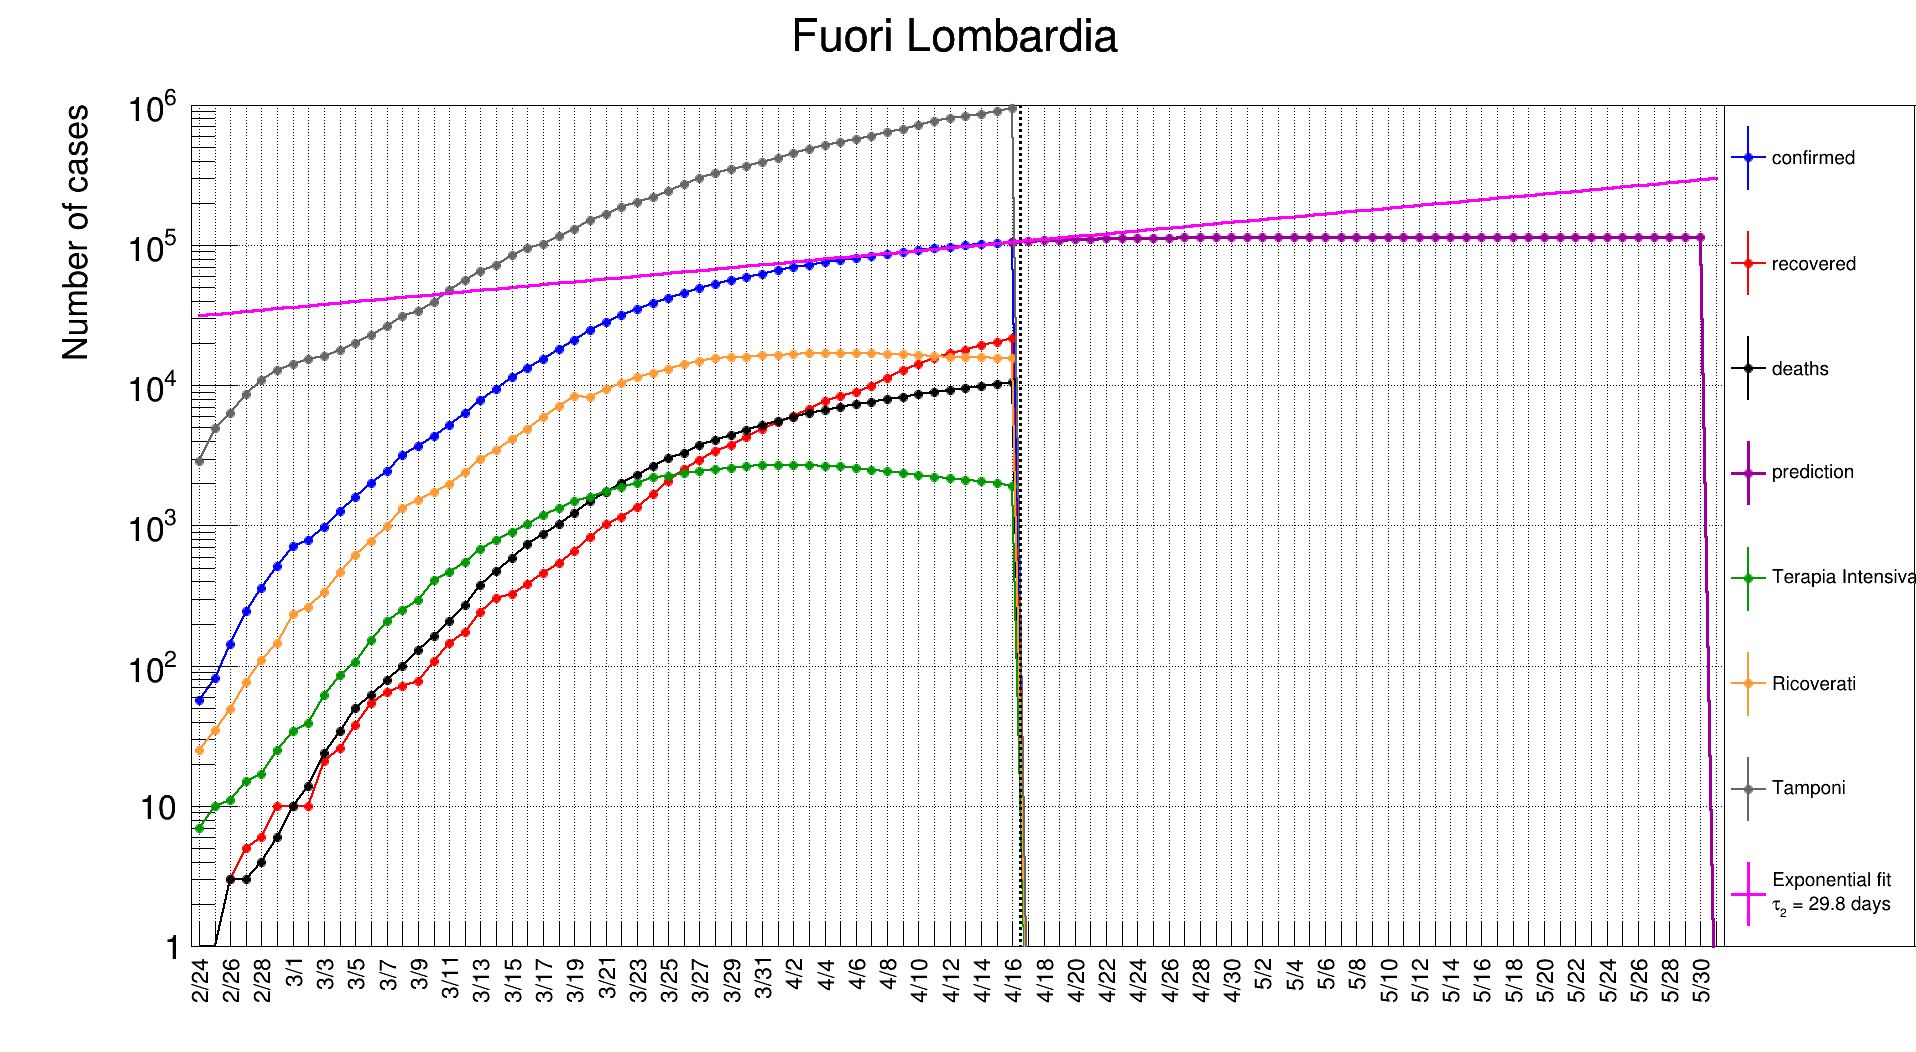 Fuori Lombardia
Number of cases
10^6
10^5
10^4
10^3
10^2
10
1
2/24 2/26 2/28 3/1 3/3 3/5 3/7 3/9 3/11 3/13 3/15 3/17 3/19 3/21 3/23 3/25 3/27 3/29 3/31 4/2 4/4 4/6 4/8 4/10 4/12 4/14 4/16 4/18 4/20 4/22 4/24 4/26 4/28 4/30 5/2 5/4 5/6 5/8 5/10 5/12 5/14 5/16 5/18 5/20 5/22 5/24 5/26 5/28 5/30
confirmed
recovered
deaths
prediction
Terapia Intensiva
Ricoverati
Tamponi
Exponential fit
τ_2 = 29.8 days